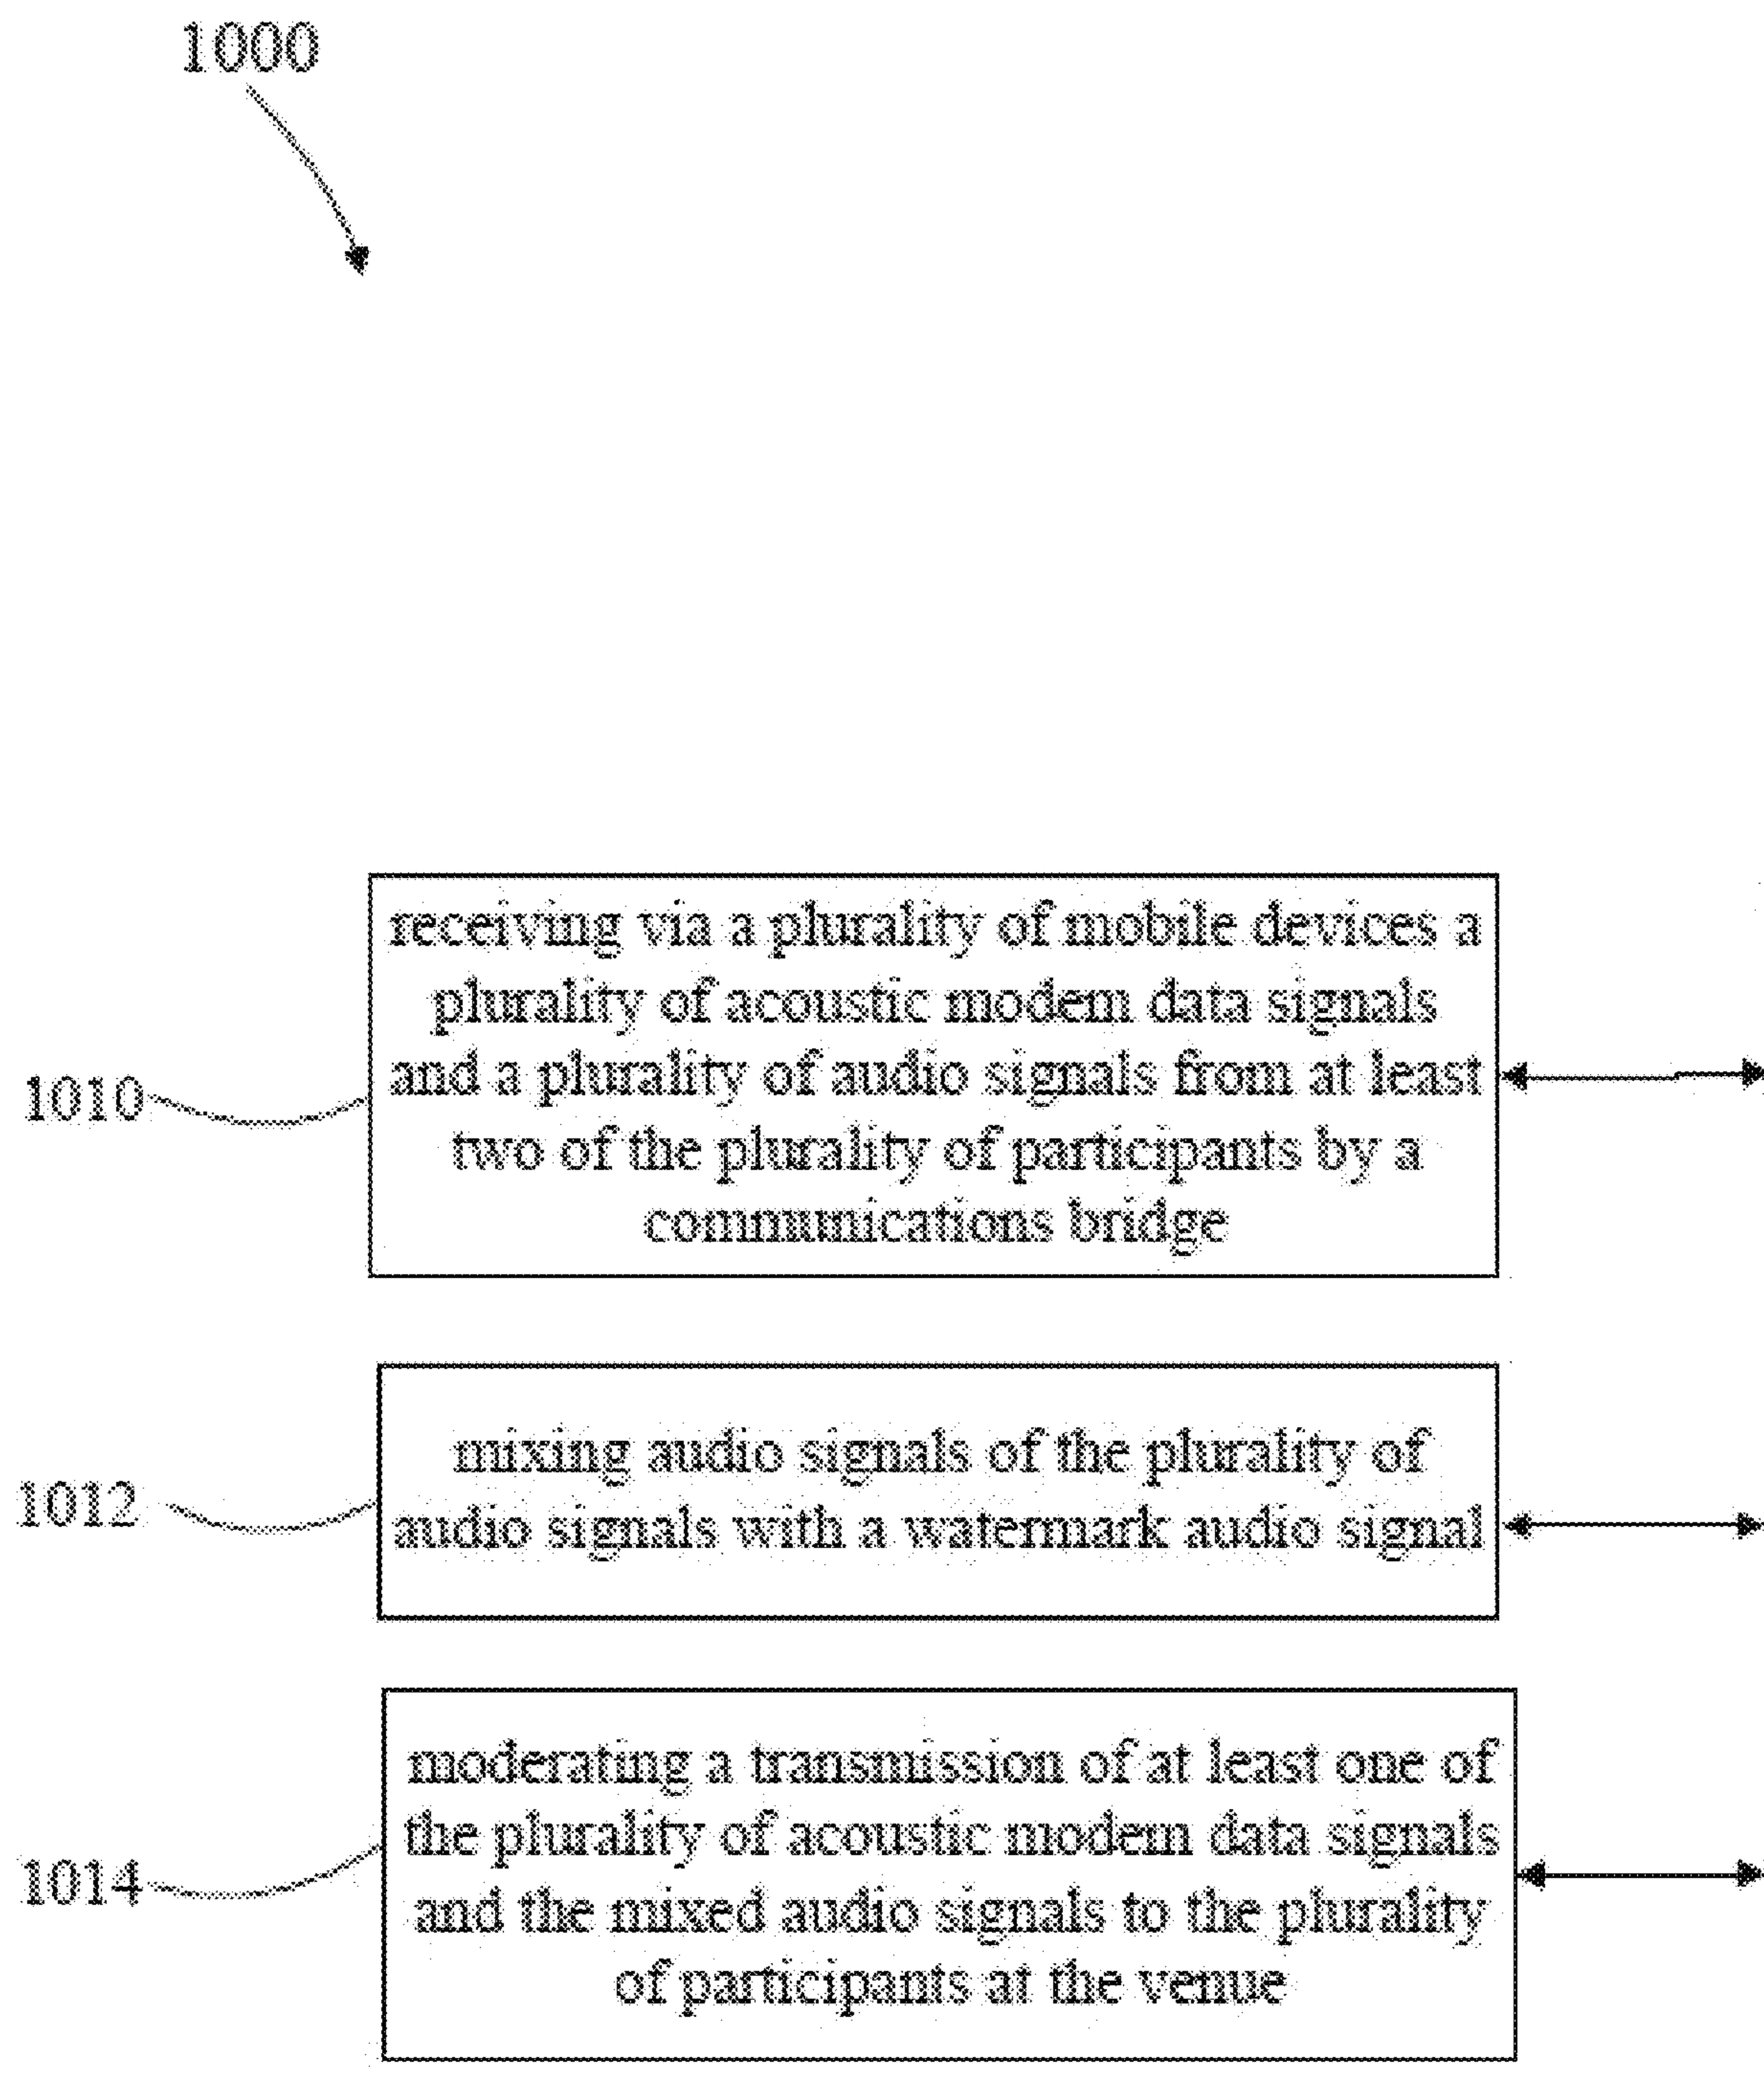 1000
receiving via a plurality of mobile devices a
plurality of acoustic modem data signals
and a plurality of audio signals from at least
two of the plurality of participants by a
communications bridge
1010
mixing audio signals of the plurality of
audio signals with a watermark audio signal
1012
moderating a transmission of at least one of
the plurality of acoustic modem data signals
and the mixed audio signals to the plurality
of participants at the venue
1014